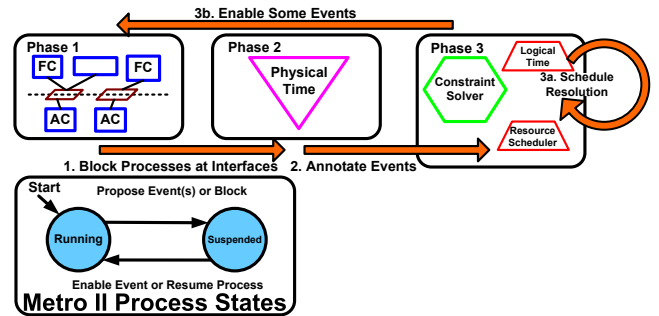 3b. Enable Some Events
Phase 1
FC
FC
AC
AC
Phase 2
Physical
Time
Phase 3
Logical
Time
Constraint
Solver
3a. Schedule
Resolution
Resource
Scheduler
1. Block Processes at Interfaces
2. Annotate Events
Start
Propose Event(s) or Block
Running
Suspended
Enable Event or Resume Process
Metro II Process States